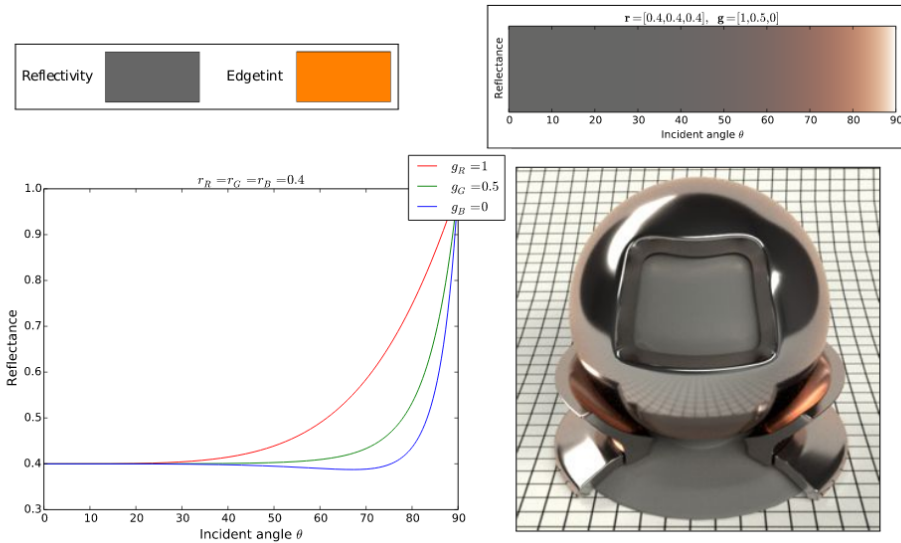 Reflectivity Edgetint
r=[0.4,0.4,0.4], g=[1,0.5,0]
Reflectance
0 10 20 30 40 50 60 70 80 90
Incident angle θ
r_R = r_G = r_B = 0.4
g_R = 1
g_G = 0.5
g_B = 0
1.0
0.9
0.8
0.7
0.6
0.5
0.4
0.3
Reflectance
0 10 20 30 40 50 60 70 80 90
Incident angle θ